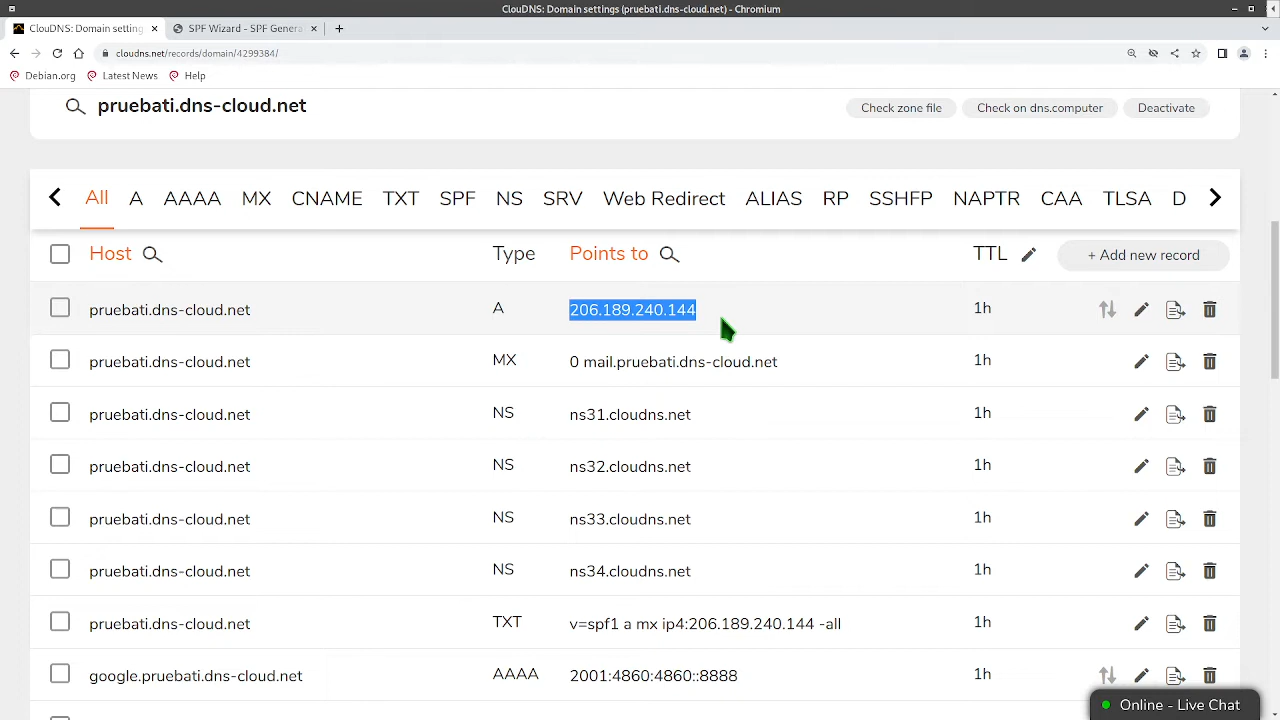 ClouDNS: Domain settings (pruebati.dns-cloud.net) - Chromium
ClouDNS: Domain setting
SPF Wizard - SPF Genera
cloudns.net/records/domain/4299384/
Debian.org Latest News Help
pruebati.dns-cloud.net Check zone file Check on dns.computer Deactivate
All A AAAA MX CNAME TXT SPF NS SRV Web Redirect ALIAS RP SSHFP NAPTR CAA TLSA D
Host Type Points to TTL + Add new record
pruebati.dns-cloud.net A 206.189.240.144 1h
pruebati.dns-cloud.net MX 0 mail.pruebati.dns-cloud.net 1h
pruebati.dns-cloud.net NS ns31.cloudns.net 1h
pruebati.dns-cloud.net NS ns32.cloudns.net 1h
pruebati.dns-cloud.net NS ns33.cloudns.net 1h
pruebati.dns-cloud.net NS ns34.cloudns.net 1h
pruebati.dns-cloud.net TXT v=spf1 a mx ip4:206.189.240.144 -all 1h
google.pruebati.dns-cloud.net AAAA 2001:4860:4860::8888 1h
Online - Live Chat